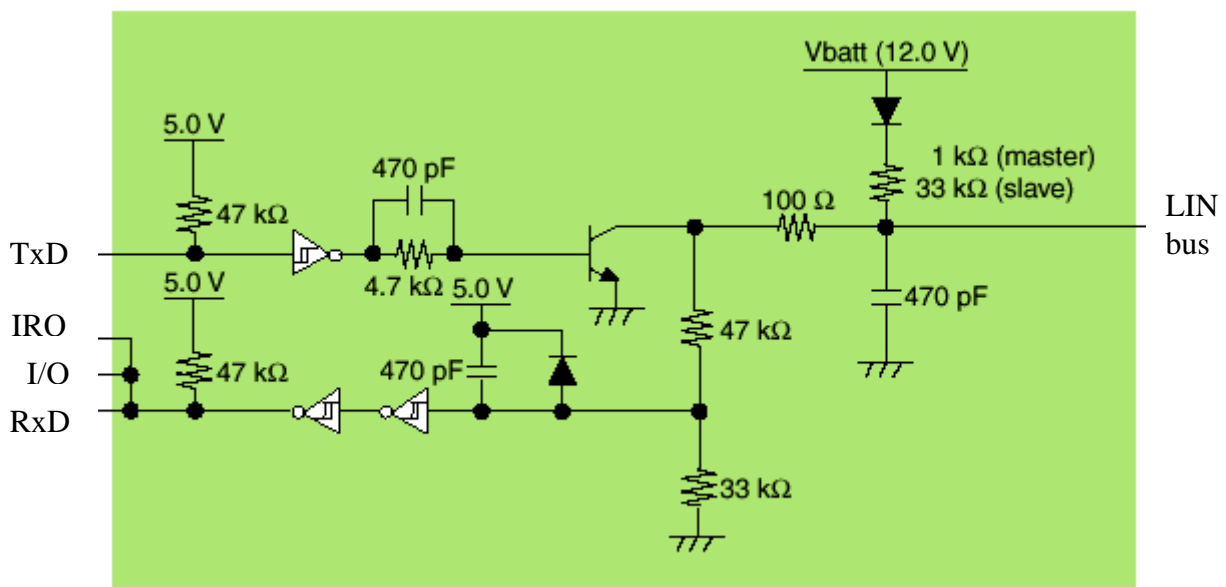 Vbatt (12.0 V)
5.0 V
470 pF
1 kΩ (master)
33 kΩ (slave)
47 kΩ
100 Ω
LIN
bus
TxD
4.7 kΩ
5.0 V
5.0 V
470 pF
IRO
47 kΩ
I/O
47 kΩ
470 pF
RxD
33 kΩ